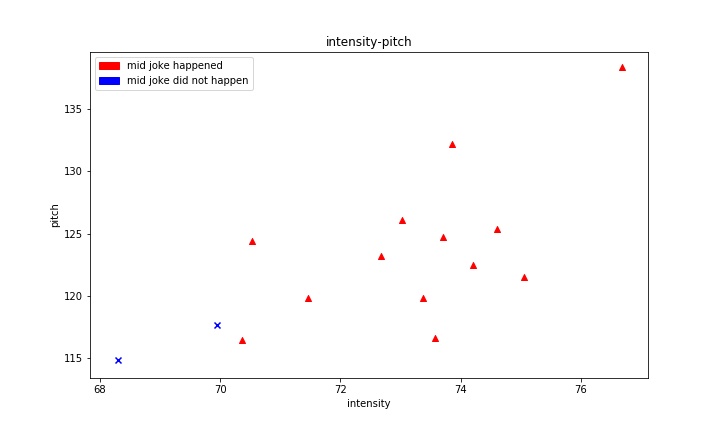 intensity-pitch
mid joke happened
mid joke did not happen
135
130
125
120
115
pitch
68 70 72 74 76
intensity